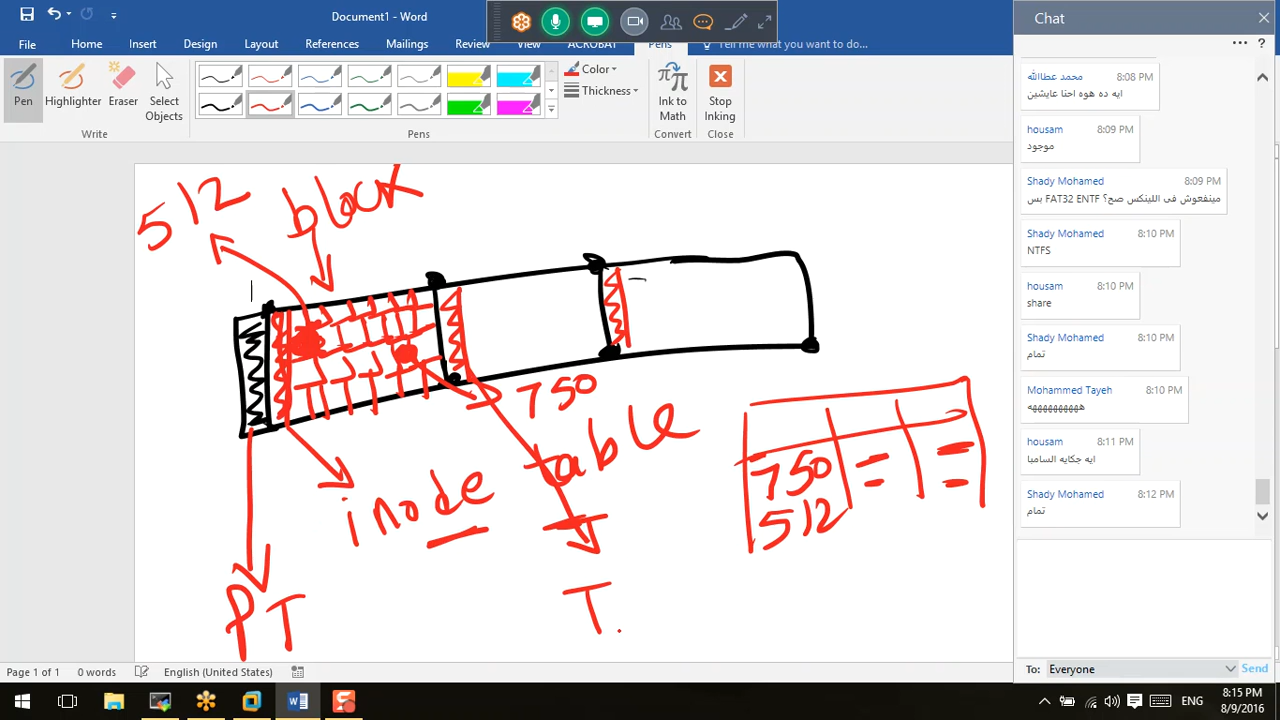 Document1 - Word
File Home Insert Design Layout References Mailings Review View ACROBAT Pens Tell me what you want to do...
Pen
Highlighter
Eraser
Select Objects
Color
Thickness
Ink to Math
Stop Inking
Write
Pens
Convert
Close
512
block
750
inode table
PT
T.
750 = =
512
Page 1 of 1
0 words
English (United States)
Chat
محمد عطاالله 8:08 PM
ايه ده هوه احنا عايشين
housam 8:09 PM
موجود
Shady Mohamed 8:09 PM
مينفعوش فى اللينكس صح؟ FAT32 ENTF بس
Shady Mohamed 8:10 PM
NTFS
housam 8:10 PM
share
Shady Mohamed 8:10 PM
تمام
Mohammed Tayeh 8:10 PM
housam 8:11 PM
ايه حكايه السامبا
Shady Mohamed 8:12 PM
تمام
To: Everyone
Send
ENG
8:15 PM
8/9/2016